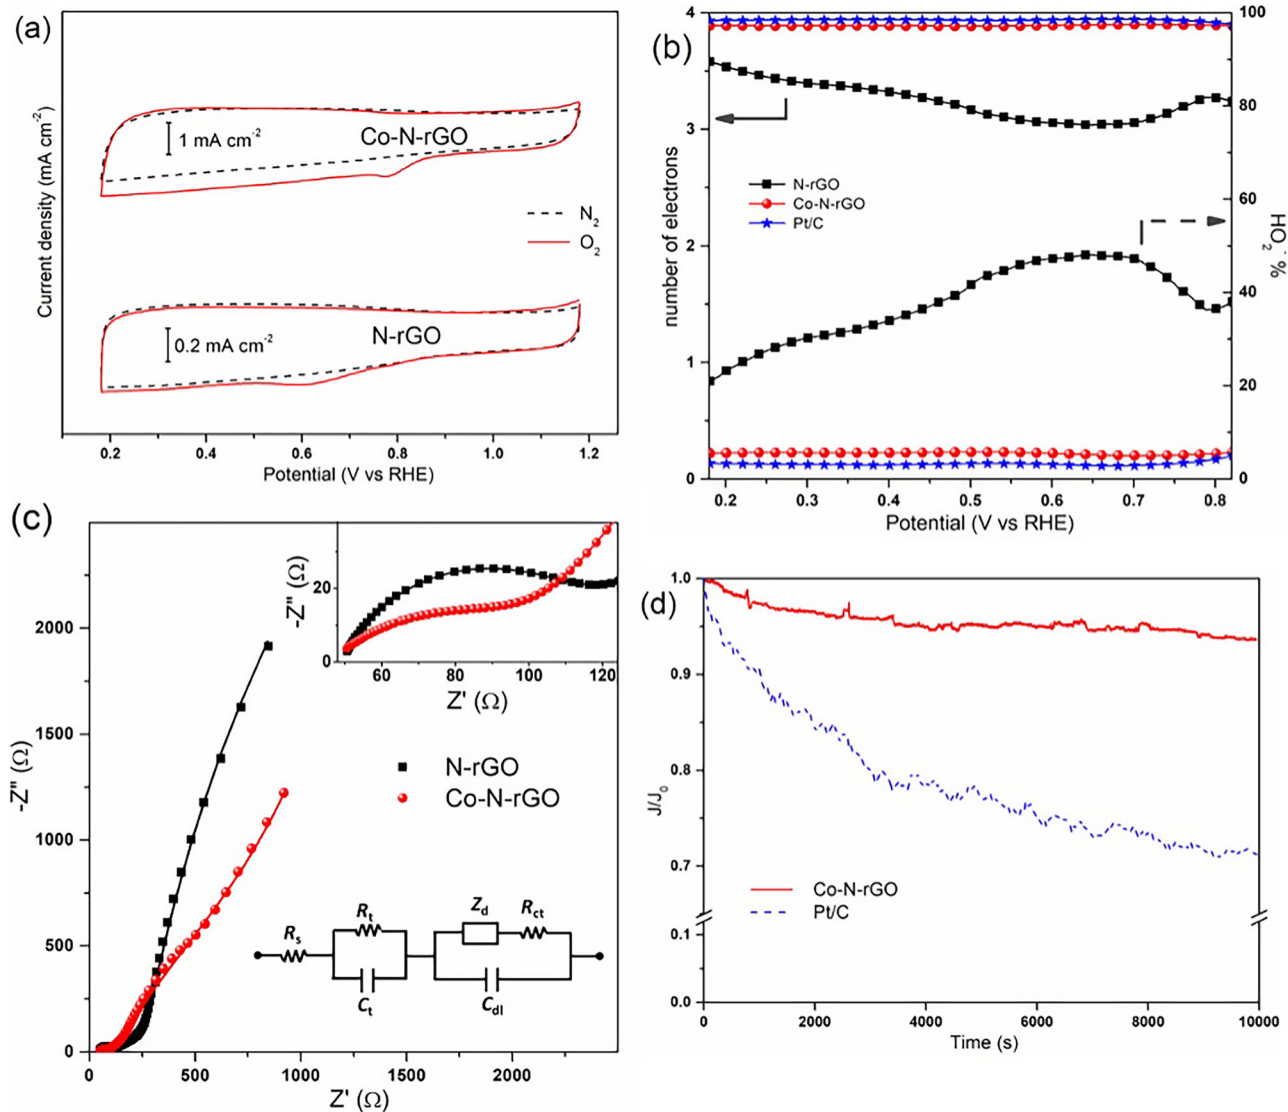 (a)
Current density (mA cm-2)
1 mA cm-2
Co-N-rGO
N2
O2
0.2 mA cm-2
N-rGO
0.2 0.4 0.6 0.8 1.0 1.2
Potential (V vs RHE)
(b)
number of electrons
4
3
2
1
0
100
80
60
40
20
0
HO2- %
N-rGO
Co-N-rGO
Pt/C
0.2 0.3 0.4 0.5 0.6 0.7 0.8
Potential (V vs RHE)
(c)
-Z" (Ω)
2000
1500
1000
500
0
0 500 1000 1500 2000
Z' (Ω)
-Z" (Ω)
20
0
60 80 100 120
Z' (Ω)
N-rGO
Co-N-rGO
Rs
Rt
Ct
Zd
Rct
Cdl
(d)
J/J0
1.0
0.9
0.8
0.7
0.1
0.0
Co-N-rGO
Pt/C
0 2000 4000 6000 8000 10000
Time (s)